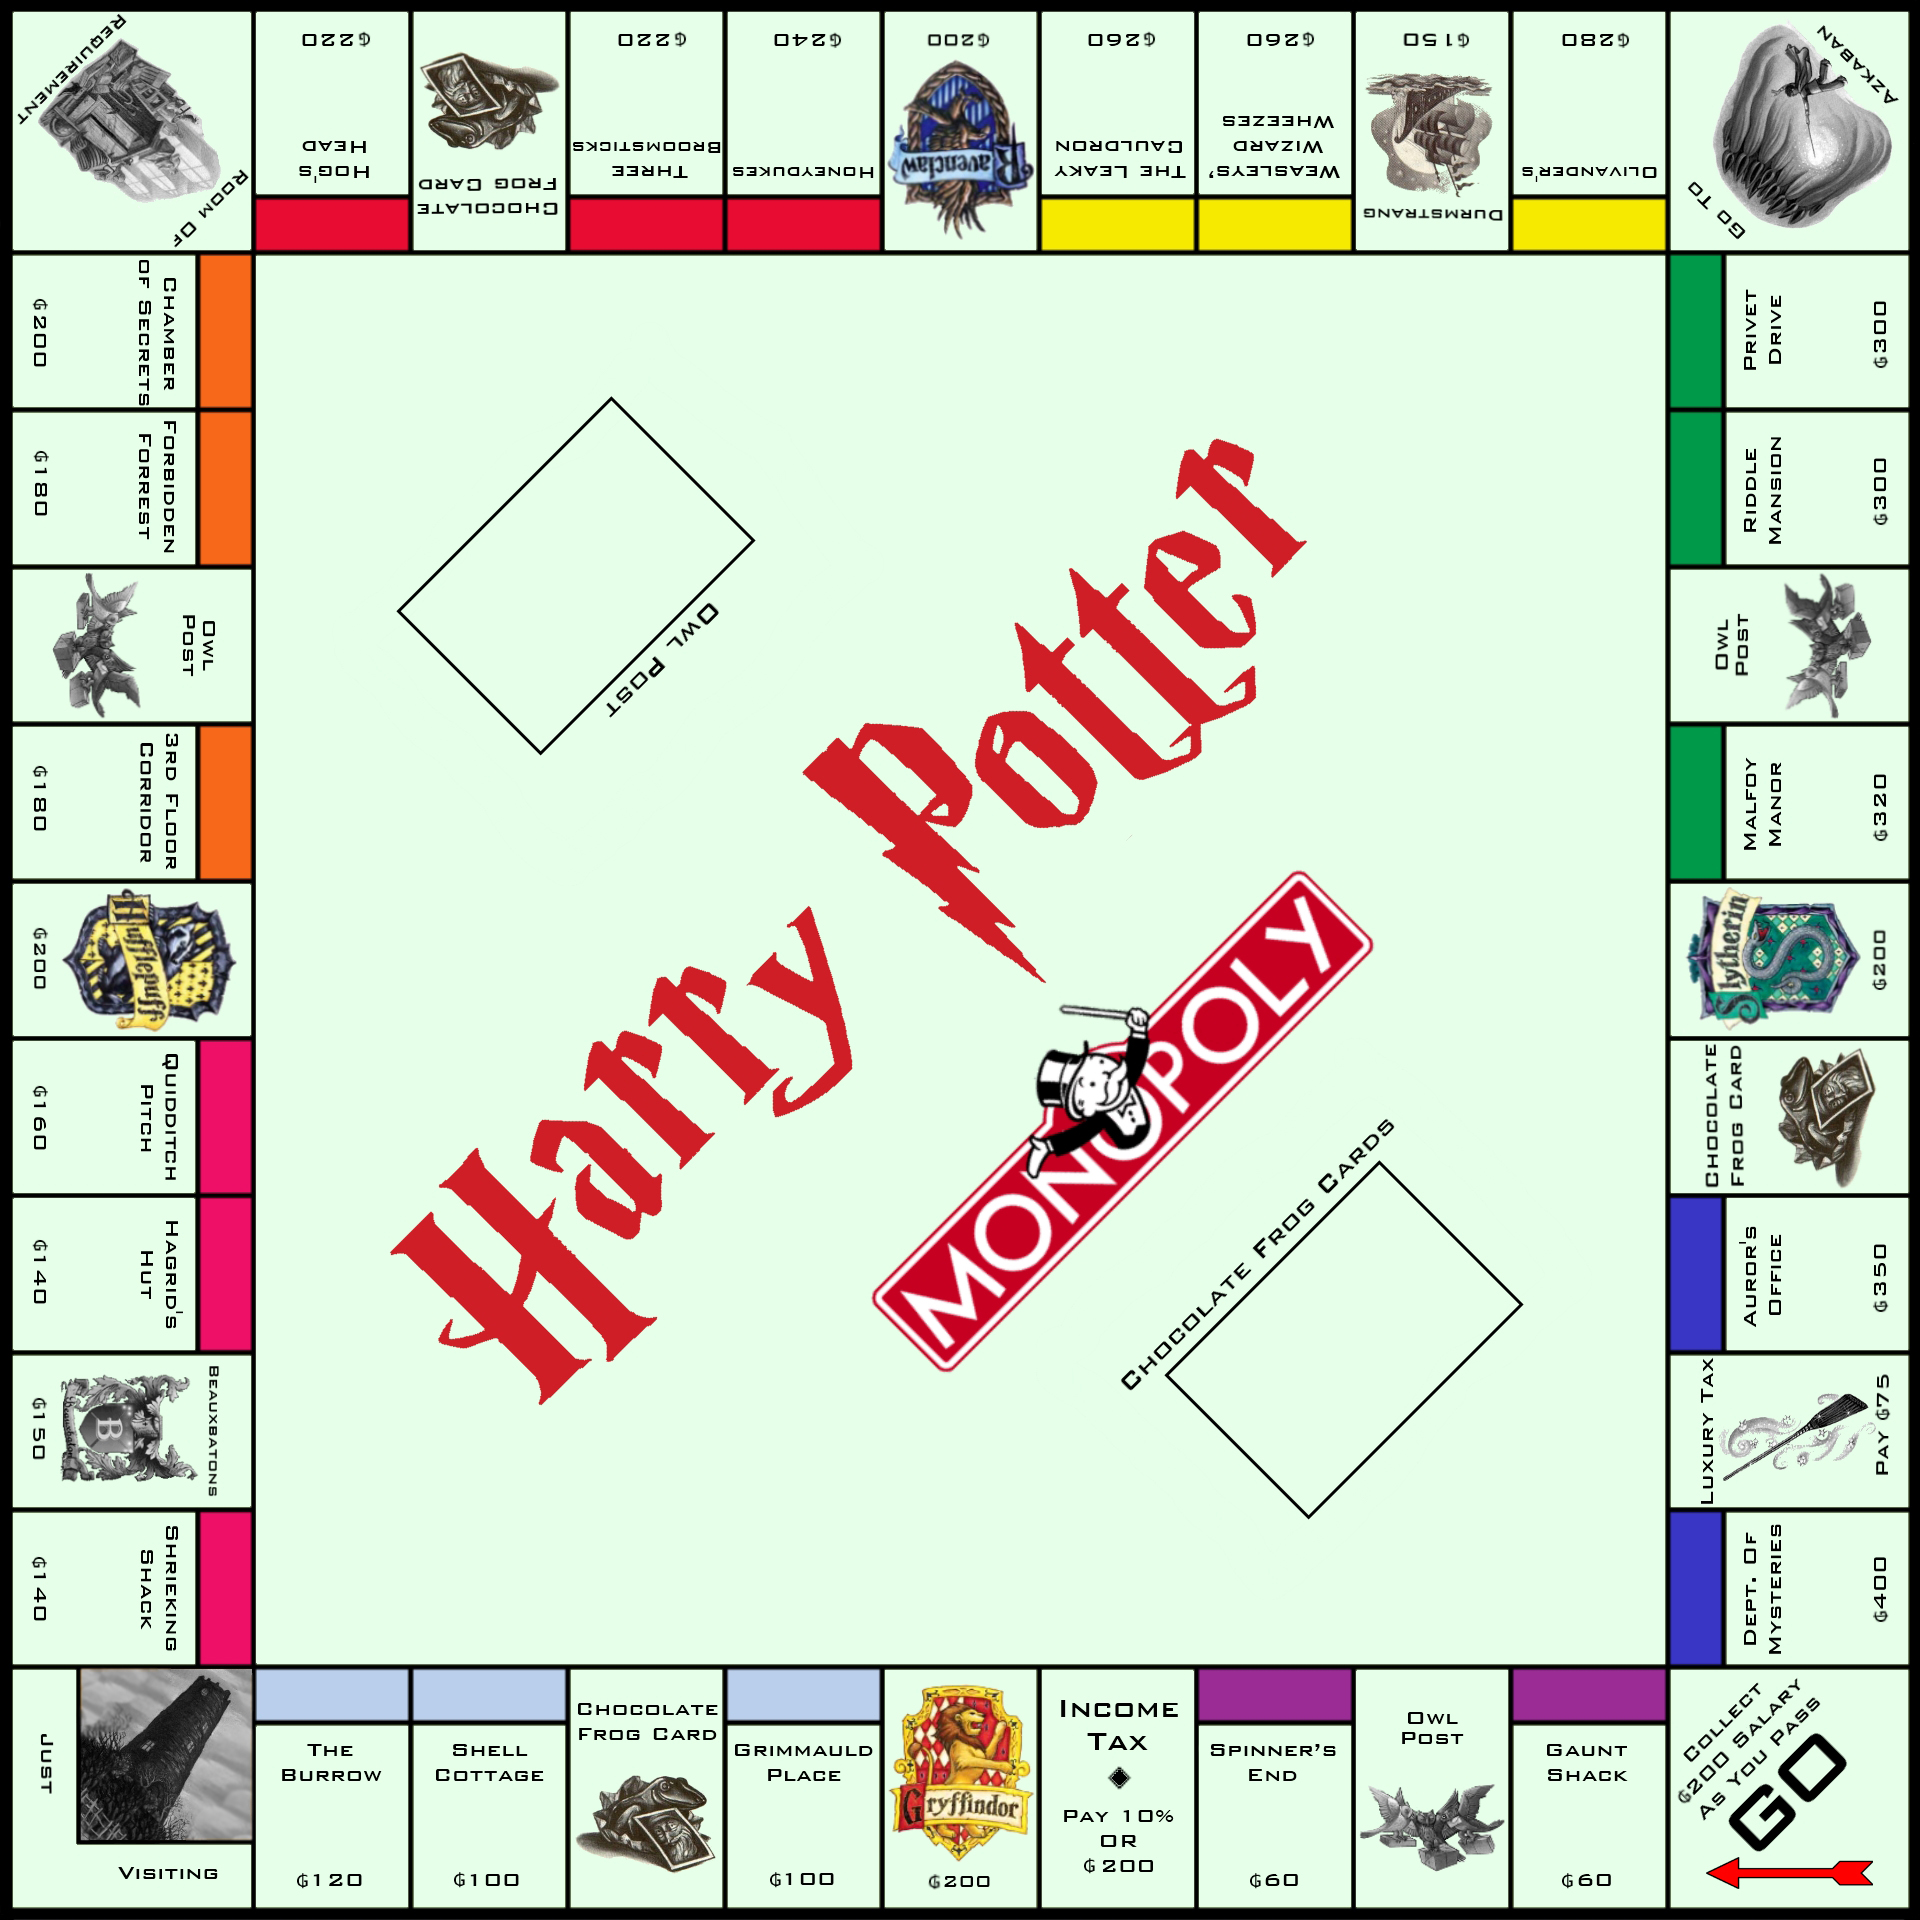 REQUIREMENT
ROOM OF
₲220
HOG'S
HEAD
CHOCOLATE
FROG CARD
₲220
THREE
BROOMSTICKS
₲240
HONEYDUKES
₲200
Ravenclaw
₲260
THE LEAKY
CAULDRON
₲260
WEASLEYS'
WIZARD
WHEEZES
₲150
DURMSTRANG
₲280
OLIVANDER'S
GO TO
AZKABAN
PRIVET
DRIVE
₲300
RIDDLE
MANSION
₲300
OWL
POST
MALFOY
MANOR
₲320
Slytherin
₲200
CHOCOLATE
FROG CARD
AUROR'S
OFFICE
₲350
LUXURY TAX
PAY ₲75
DEPT. OF
MYSTERIES
₲400
COLLECT
₲200 SALARY
AS YOU PASS
GO
GAUNT
SHACK
₲60
OWL
POST
SPINNER'S
END
₲60
INCOME
TAX
PAY 10%
OR
₲200
Gryffindor
₲200
GRIMMAULD
PLACE
₲100
CHOCOLATE
FROG CARD
SHELL
COTTAGE
₲100
THE
BURROW
₲120
JUST
VISITING
SHRIEKING
SHACK
₲140
BEAUXBATONS
B
₲150
HAGRID'S
HUT
₲140
QUIDDITCH
PITCH
₲160
Hufflepuff
₲200
3RD FLOOR
CORRIDOR
₲180
OWL
POST
FORBIDDEN
FORREST
₲180
CHAMBER
OF SECRETS
₲200
OWL POST
Harry Potter
MONOPOLY
CHOCOLATE FROG CARDS